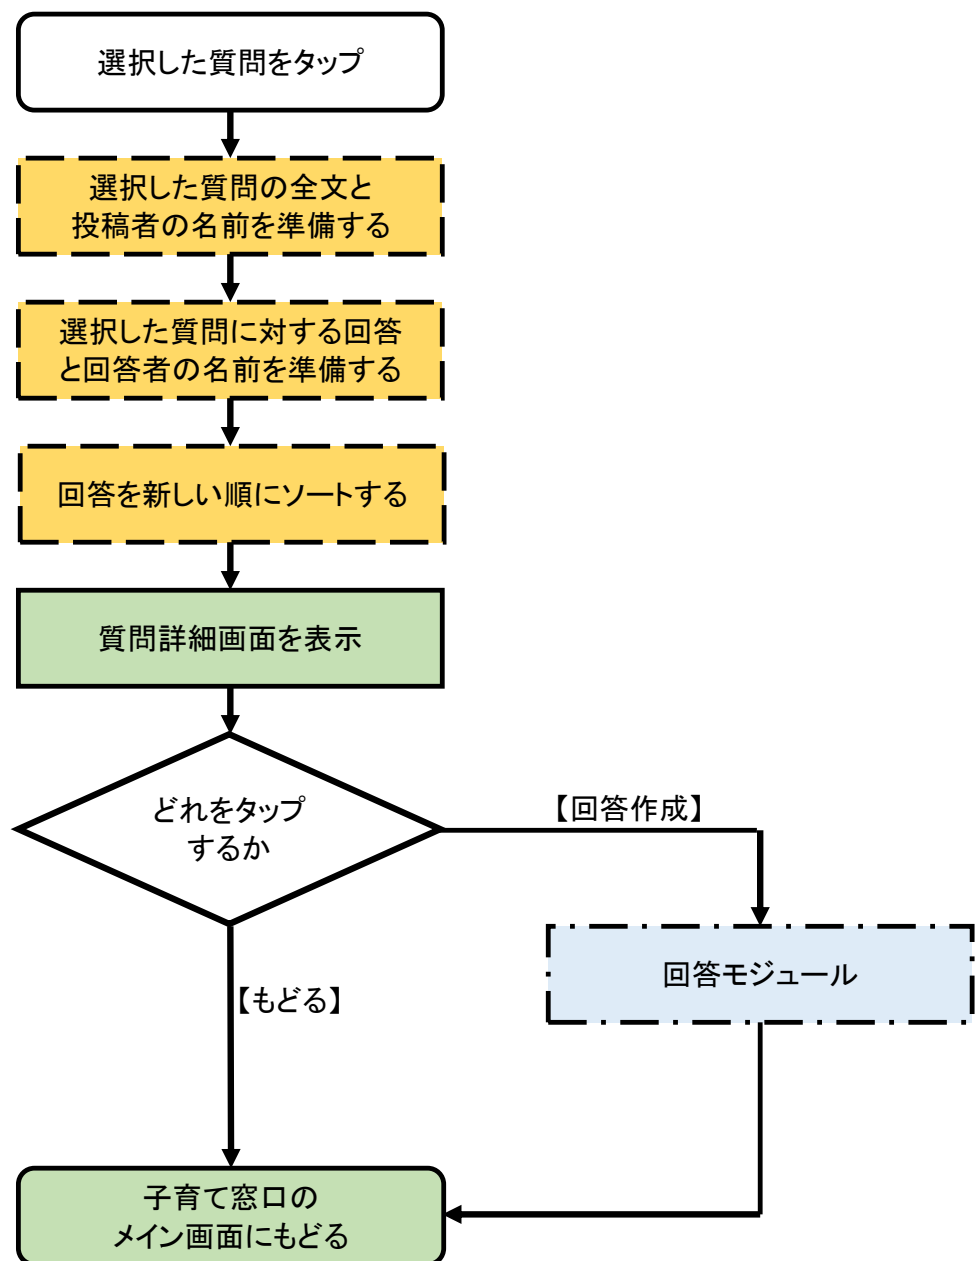 選択した質問をタップ
選択した質問の全文と
投稿者の名前を準備する
選択した質問に対する回答
と回答者の名前を準備する
回答を新しい順にソートする
質問詳細画面を表示
どれをタップ
するか
【回答作成】
回答モジュール
【もどる】
子育て窓口の
メイン画面にもどる